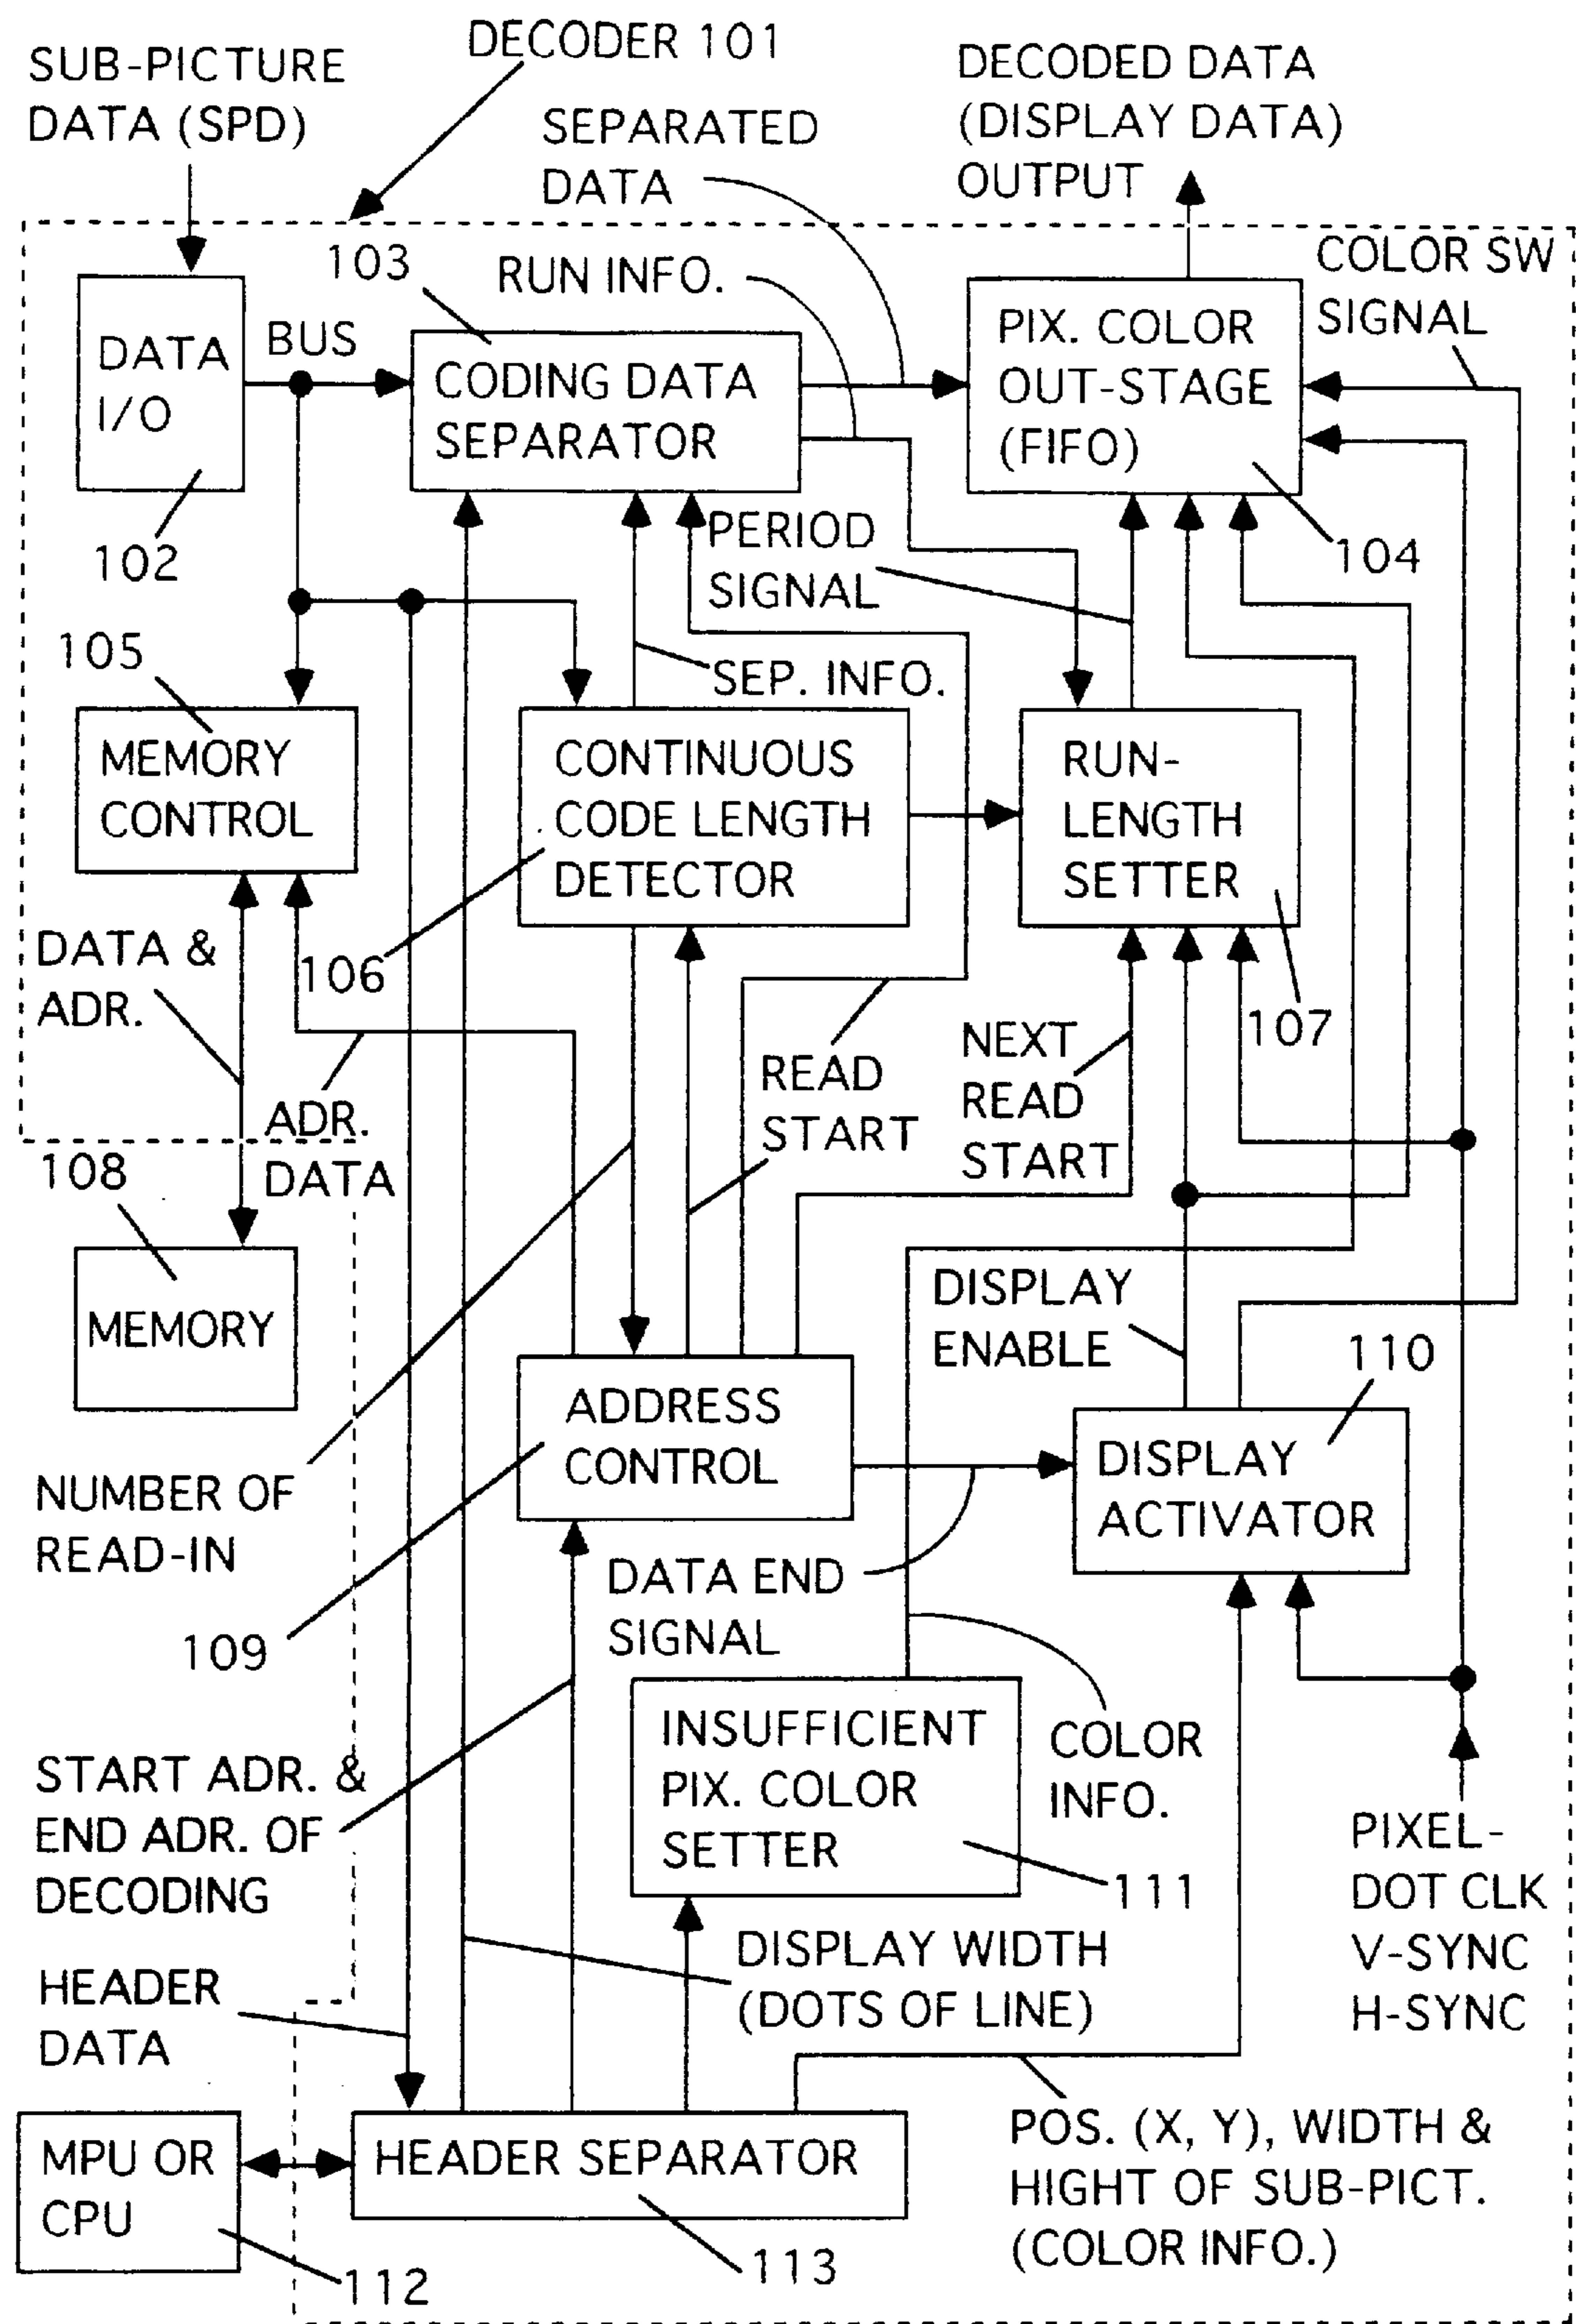 DECODER 101
SUB-PICTURE
DATA (SPD)
SEPARATED
DATA
DECODED DATA
(DISPLAY DATA)
OUTPUT
103
RUN INFO.
COLOR SW
SIGNAL
DATA
I/O
BUS
CODING DATA
SEPARATOR
PIX. COLOR
OUT-STAGE
(FIFO)
102
PERIOD
SIGNAL
104
105
SEP. INFO.
MEMORY
CONTROL
CONTINUOUS
CODE LENGTH
DETECTOR
RUN-
LENGTH
SETTER
DATA &
ADR.
106
107
READ
START
NEXT
READ
START
ADR.
DATA
108
MEMORY
DISPLAY
ENABLE
110
ADDRESS
CONTROL
DISPLAY
ACTIVATOR
NUMBER OF
READ-IN
DATA END
SIGNAL
109
INSUFFICIENT
PIX. COLOR
SETTER
COLOR
INFO.
START ADR. &
END ADR. OF
DECODING
111
PIXEL-
DOT CLK
V-SYNC
H-SYNC
DISPLAY WIDTH
(DOTS OF LINE)
HEADER
DATA
MPU OR
CPU
HEADER SEPARATOR
POS. (X, Y), WIDTH &
HIGHT OF SUB-PICT.
(COLOR INFO.)
112
113